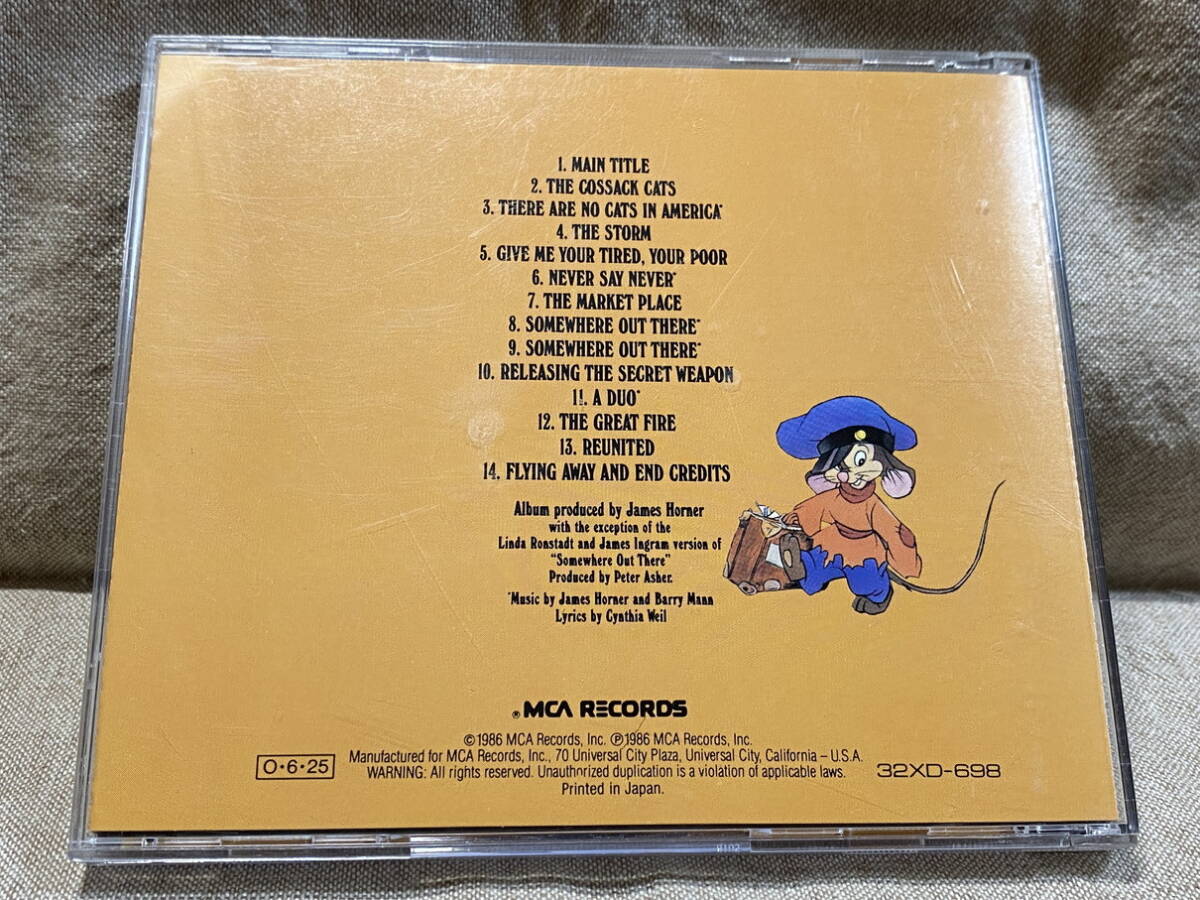 1. MAIN TITLE
2. THE COSSACK CATS
3. THERE ARE NO CATS IN AMERICA*
4. THE STORM
5. GIVE ME YOUR TIRED, YOUR POOR
6. NEVER SAY NEVER*
7. THE MARKET PLACE
8. SOMEWHERE OUT THERE*
9. SOMEWHERE OUT THERE*
10. RELEASING THE SECRET WEAPON
11. A DUO*
12. THE GREAT FIRE
13. REUNITED
14. FLYING AWAY AND END CREDITS
Album produced by James Horner
with the exception of the
Linda Ronstadt and James Ingram version of
"Somewhere Out There"
Produced by Peter Asher.
*Music by James Horner and Barry Mann
Lyrics by Cynthia Weil
® MCA RECORDS
©1986 MCA Records, Inc. ℗1986 MCA Records, Inc.
Manufactured for MCA Records, Inc., 70 Universal City Plaza, Universal City, California – U.S.A.
WARNING: All rights reserved. Unauthorized duplication is a violation of applicable laws.
Printed in Japan.
O·6·25
32XD-698